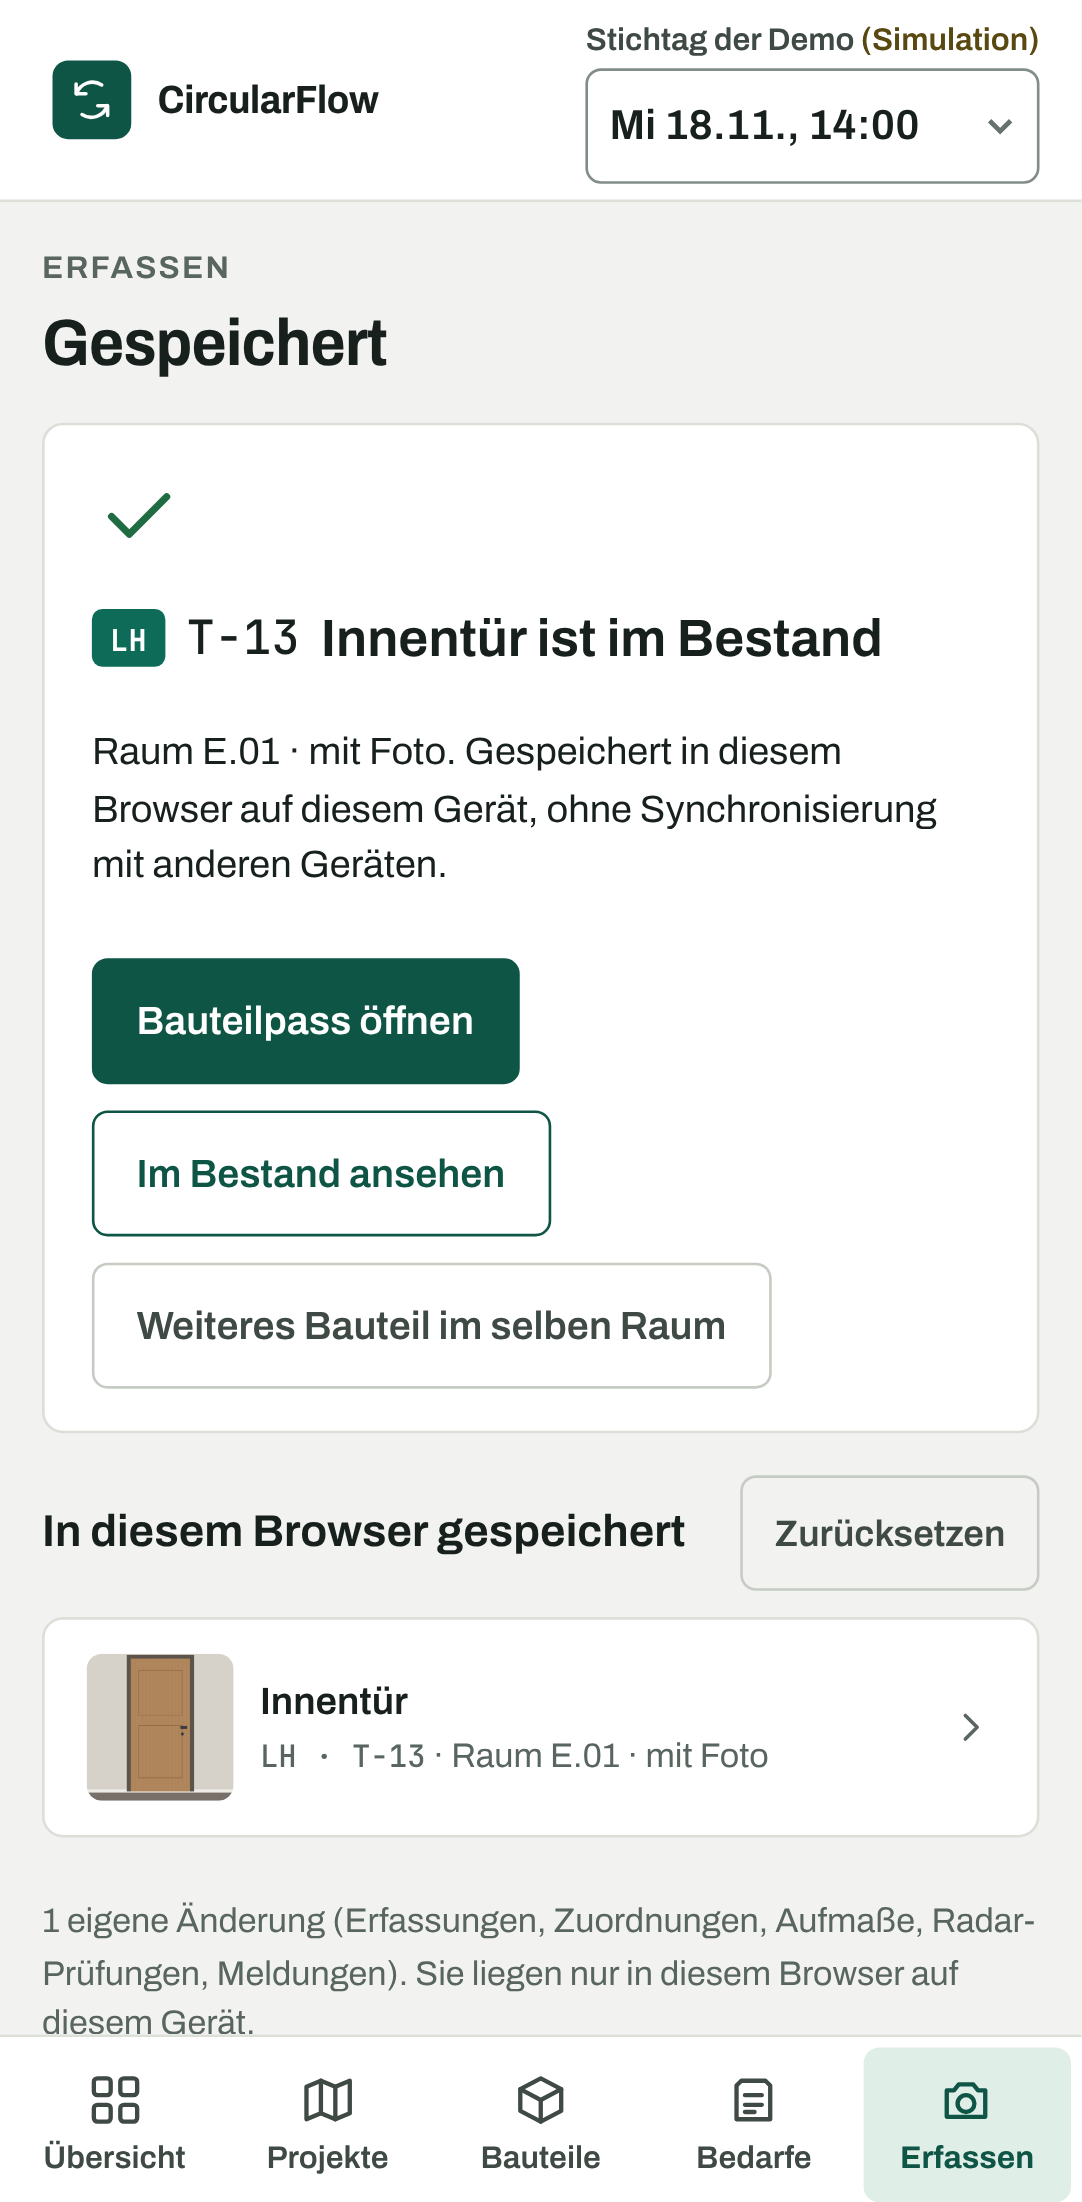 Stichtag der Demo (Simulation)
CircularFlow
Mi 18.11., 14:00
ERFASSEN
Gespeichert
LH T-13 Innentür ist im Bestand
Raum E.01 · mit Foto. Gespeichert in diesem
Browser auf diesem Gerät, ohne Synchronisierung
mit anderen Geräten.
Bauteilpass öffnen
Im Bestand ansehen
Weiteres Bauteil im selben Raum
In diesem Browser gespeichert
Zurücksetzen
Innentür
LH · T-13 · Raum E.01 · mit Foto
1 eigene Änderung (Erfassungen, Zuordnungen, Aufmaße, Radar-
Prüfungen, Meldungen). Sie liegen nur in diesem Browser auf
diesem Gerät.
Übersicht
Projekte
Bauteile
Bedarfe
Erfassen